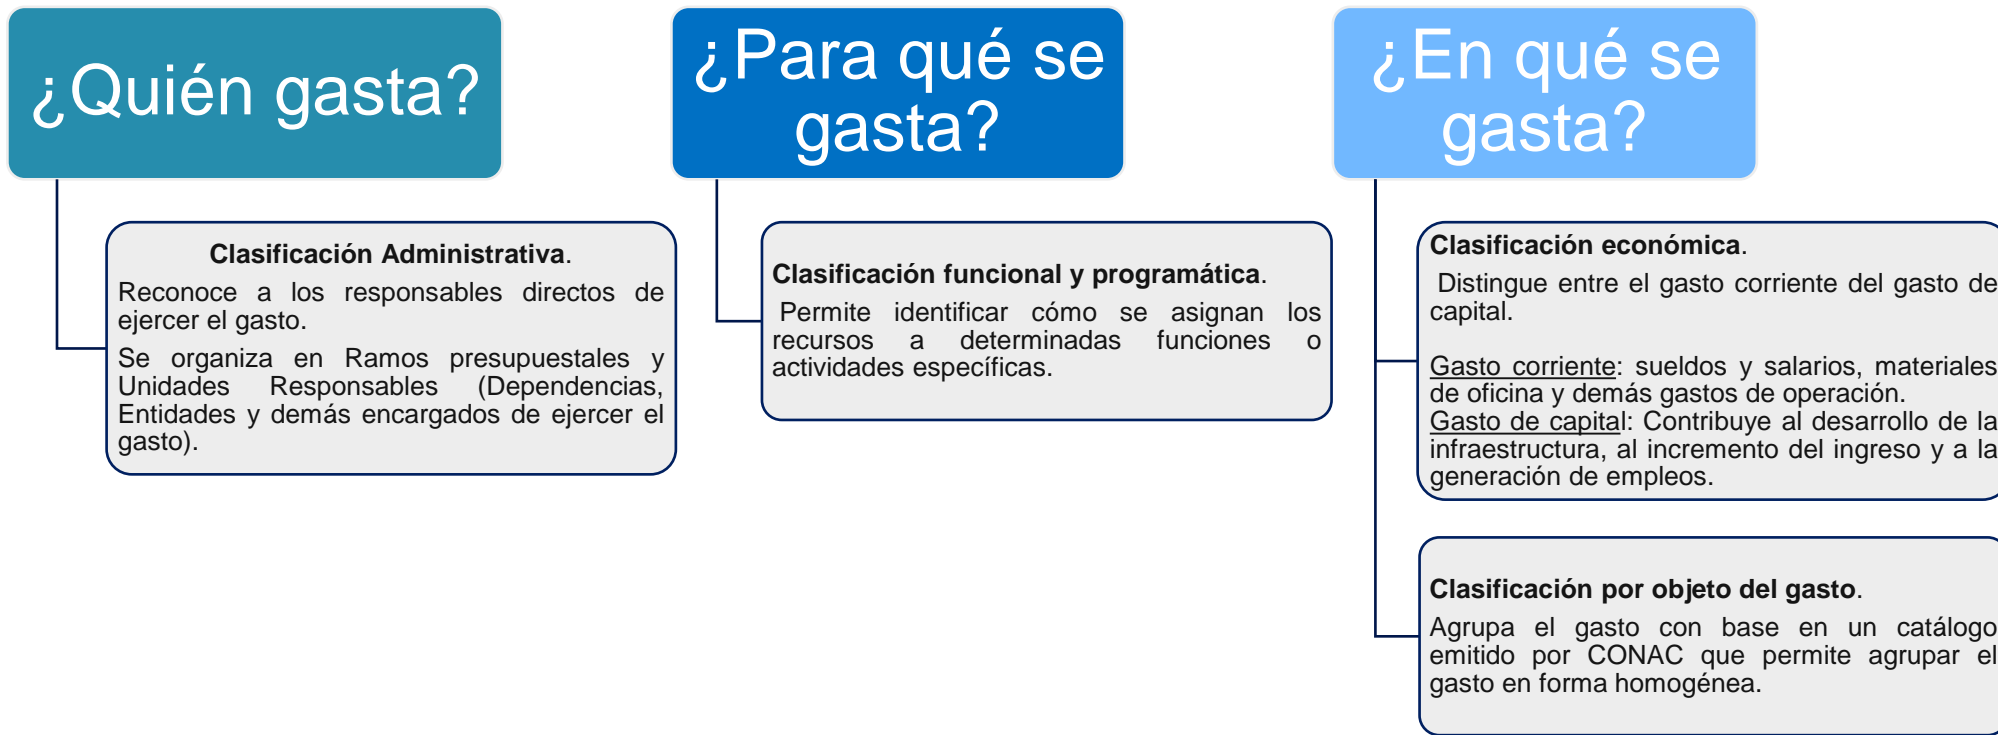 ¿Quién gasta?
Clasificación Administrativa.
Reconoce a los responsables directos de
ejercer el gasto.
Se organiza en Ramos presupuestales y
Unidades Responsables (Dependencias,
Entidades y demás encargados de ejercer el
gasto).
¿Para qué se
gasta?
Clasificación funcional y programática.
Permite identificar cómo se asignan los
recursos a determinadas funciones o
actividades específicas.
¿En qué se
gasta?
Clasificación económica.
Distingue entre el gasto corriente del gasto de
capital.
Gasto corriente: sueldos y salarios, materiales
de oficina y demás gastos de operación.
Gasto de capital: Contribuye al desarrollo de la
infraestructura, al incremento del ingreso y a la
generación de empleos.
Clasificación por objeto del gasto.
Agrupa el gasto con base en un catálogo
emitido por CONAC que permite agrupar el
gasto en forma homogénea.